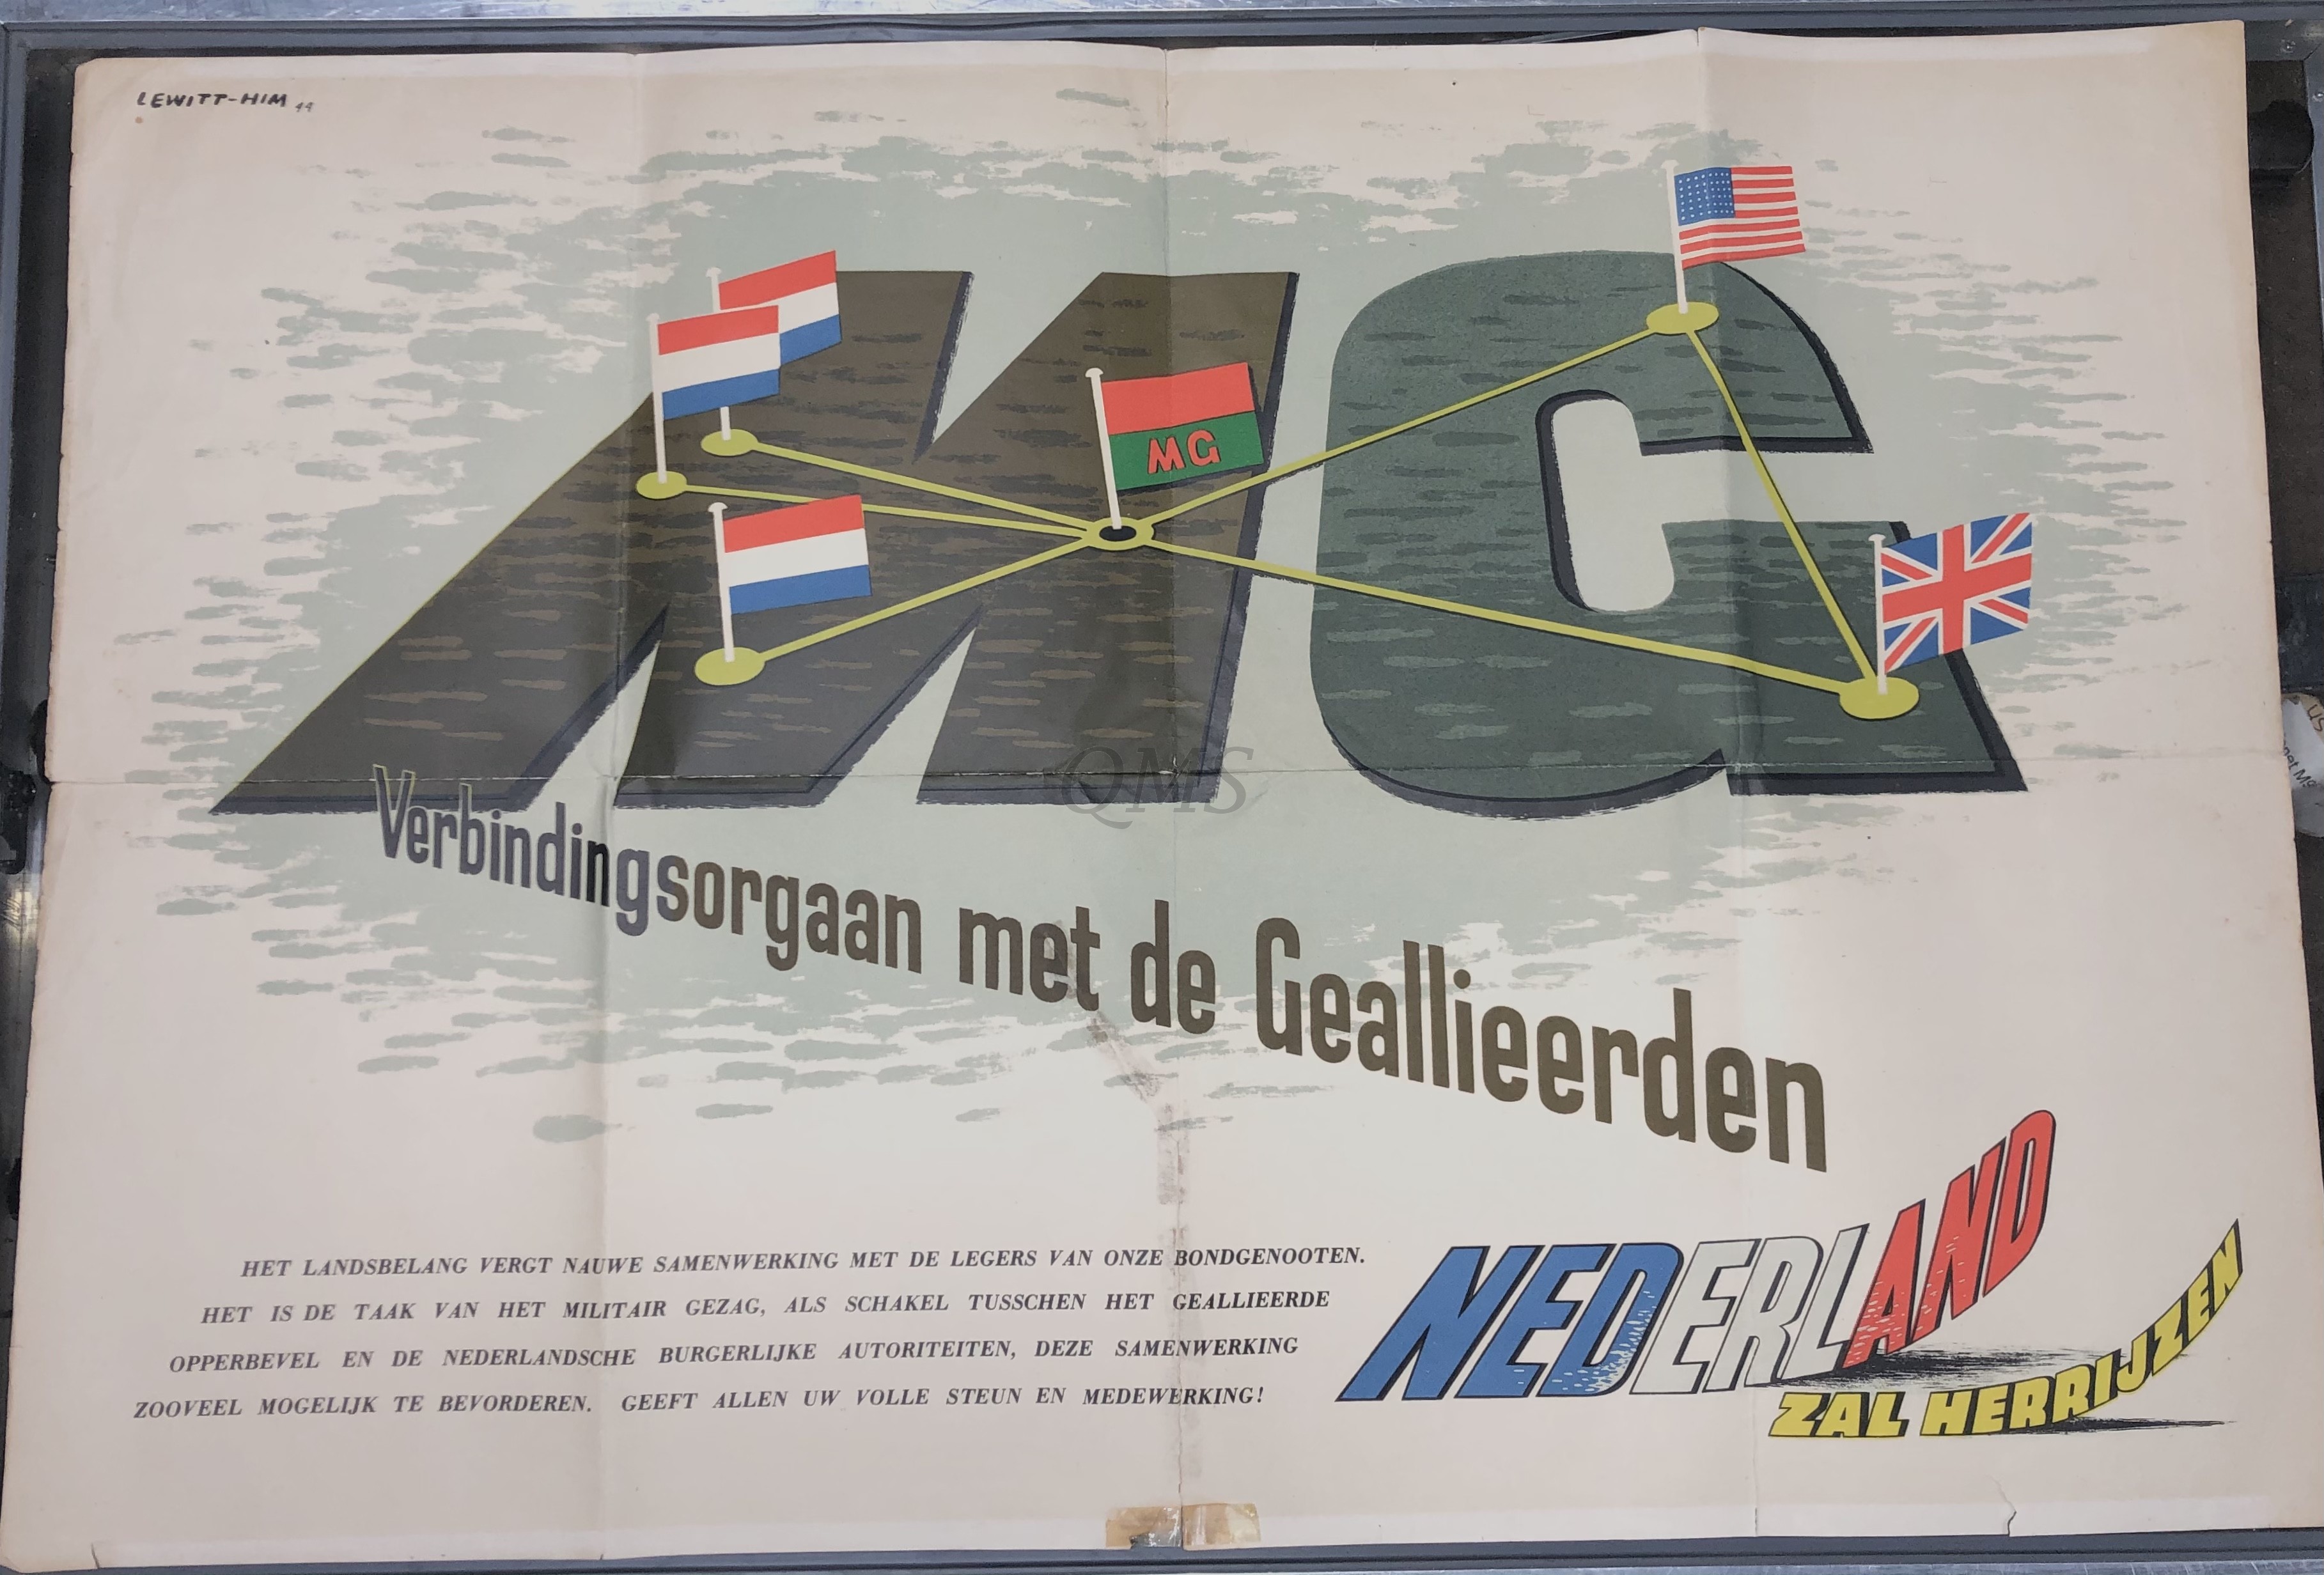 LEWITT-HIM 44
MG
MG
QMS
Verbindingsorgaan met de Geallieerden
HET LANDSBELANG VERGT NAUWE SAMENWERKING MET DE LEGERS VAN ONZE BONDGENOOTEN.
HET IS DE TAAK VAN HET MILITAIR GEZAG, ALS SCHAKEL TUSSCHEN HET GEALLIEERDE
OPPERBEVEL EN DE NEDERLANDSCHE BURGERLIJKE AUTORITEITEN, DEZE SAMENWERKING
ZOOVEEL MOGELIJK TE BEVORDEREN. GEEFT ALLEN UW VOLLE STEUN EN MEDEWERKING!
NEDERLAND
ZAL HERRIJZEN